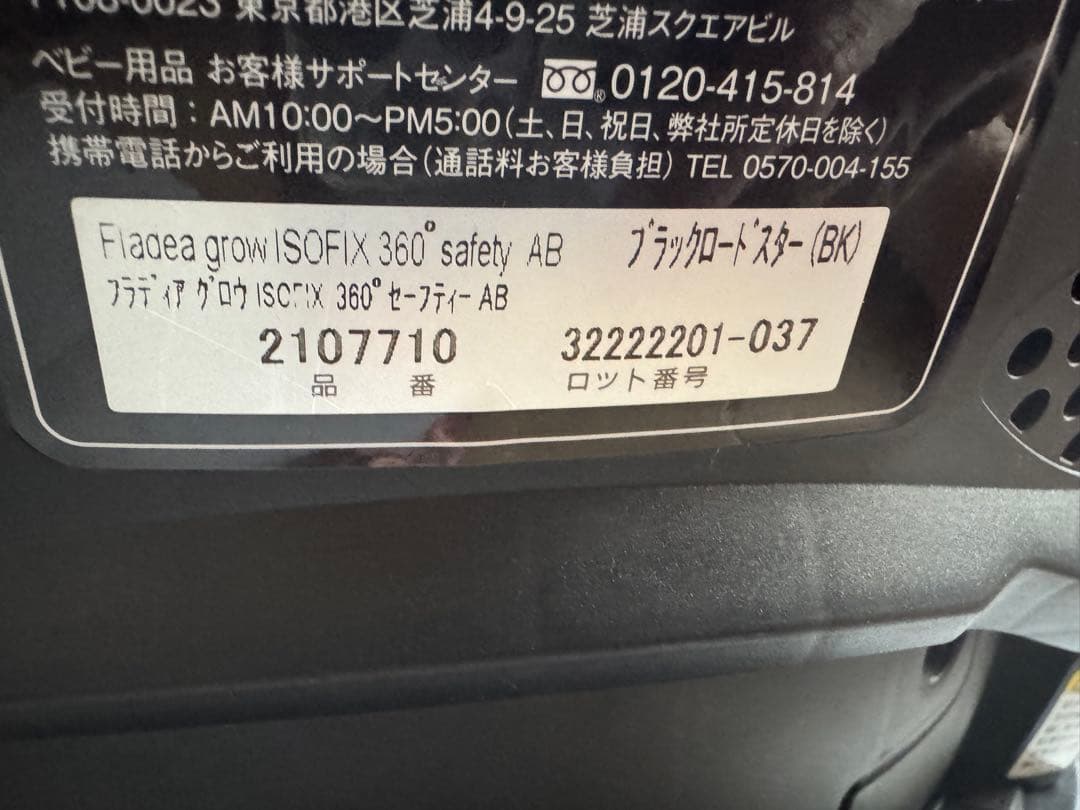 東京都港区芝浦4-9-25 芝浦スクエアビル
ベビー用品 お客様サポートセンター 0120-415-814
受付時間：AM10:00～PM5:00(土、日、祝日、弊社所定休日を除く)
携帯電話からご利用の場合(通話料お客様負担) TEL 0570-004-155
Fladea grow ISOFIX 360° safety AB ブラックロードスター(BK)
フラディア グロウ ISOFIX 360° セーフティー AB
2107710 32222201-037
品 番 ロット番号